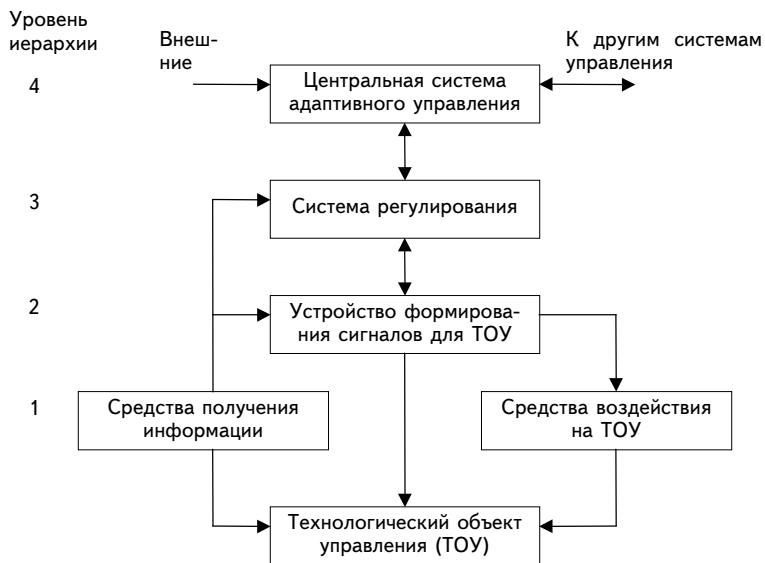 Уровень
иерархии
Внеш-
ние
К другим системам
управления
4
Центральная система
адаптивного управления
3
Система регулирования
2
Устройство формирова-
ния сигналов для ТОУ
1
Средства получения
информации
Средства воздействия
на ТОУ
Технологический объект
управления (ТОУ)